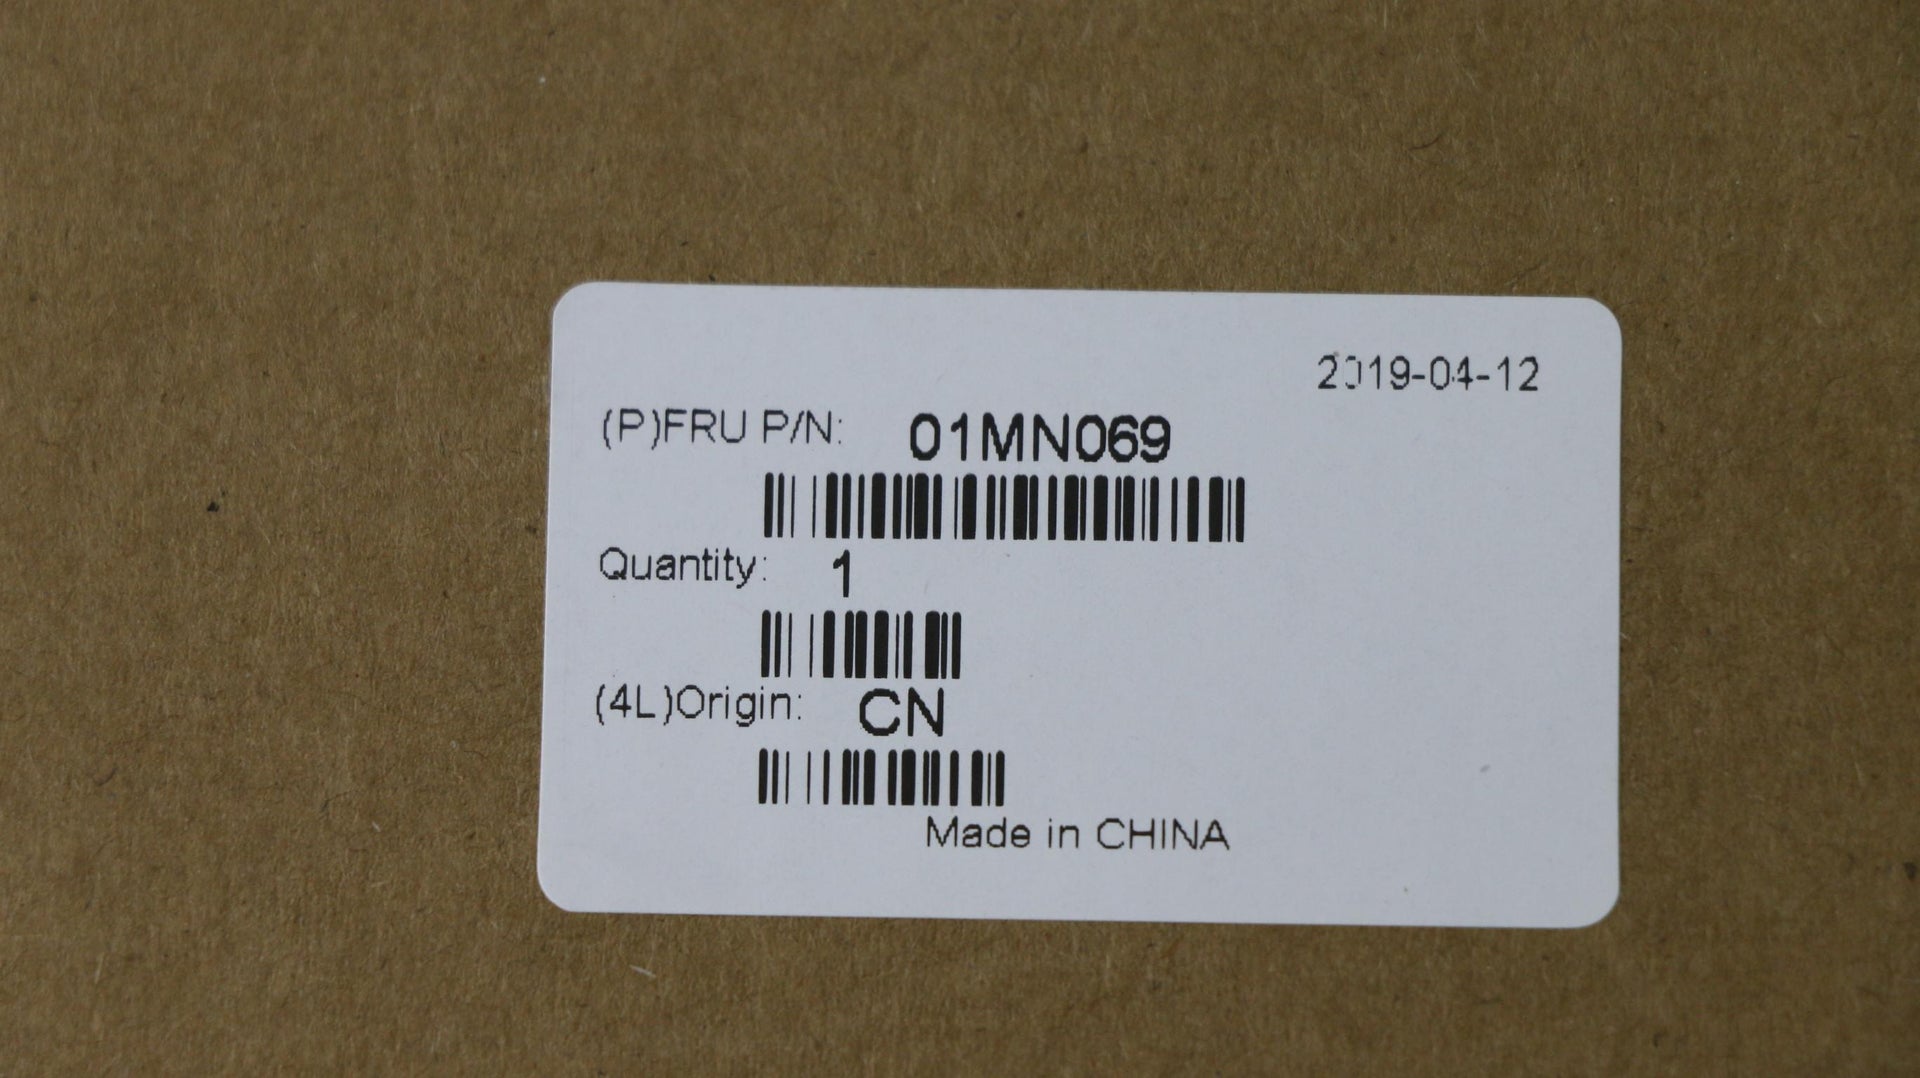 2019-04-12
(P)FRU P/N: 01MN069
Quantity: 1
(4L)Origin: CN
Made in CHINA